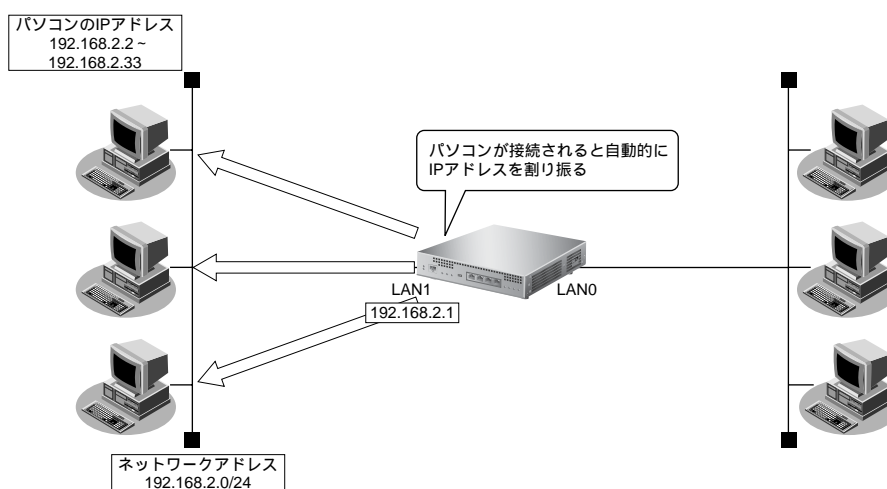 パソコンのIPアドレス
192.168.2.2 ~
192.168.2.33
パソコンが接続されると自動的に
IPアドレスを割り振る
LAN1
LAN0
192.168.2.1
ネットワークアドレス
192.168.2.0/24